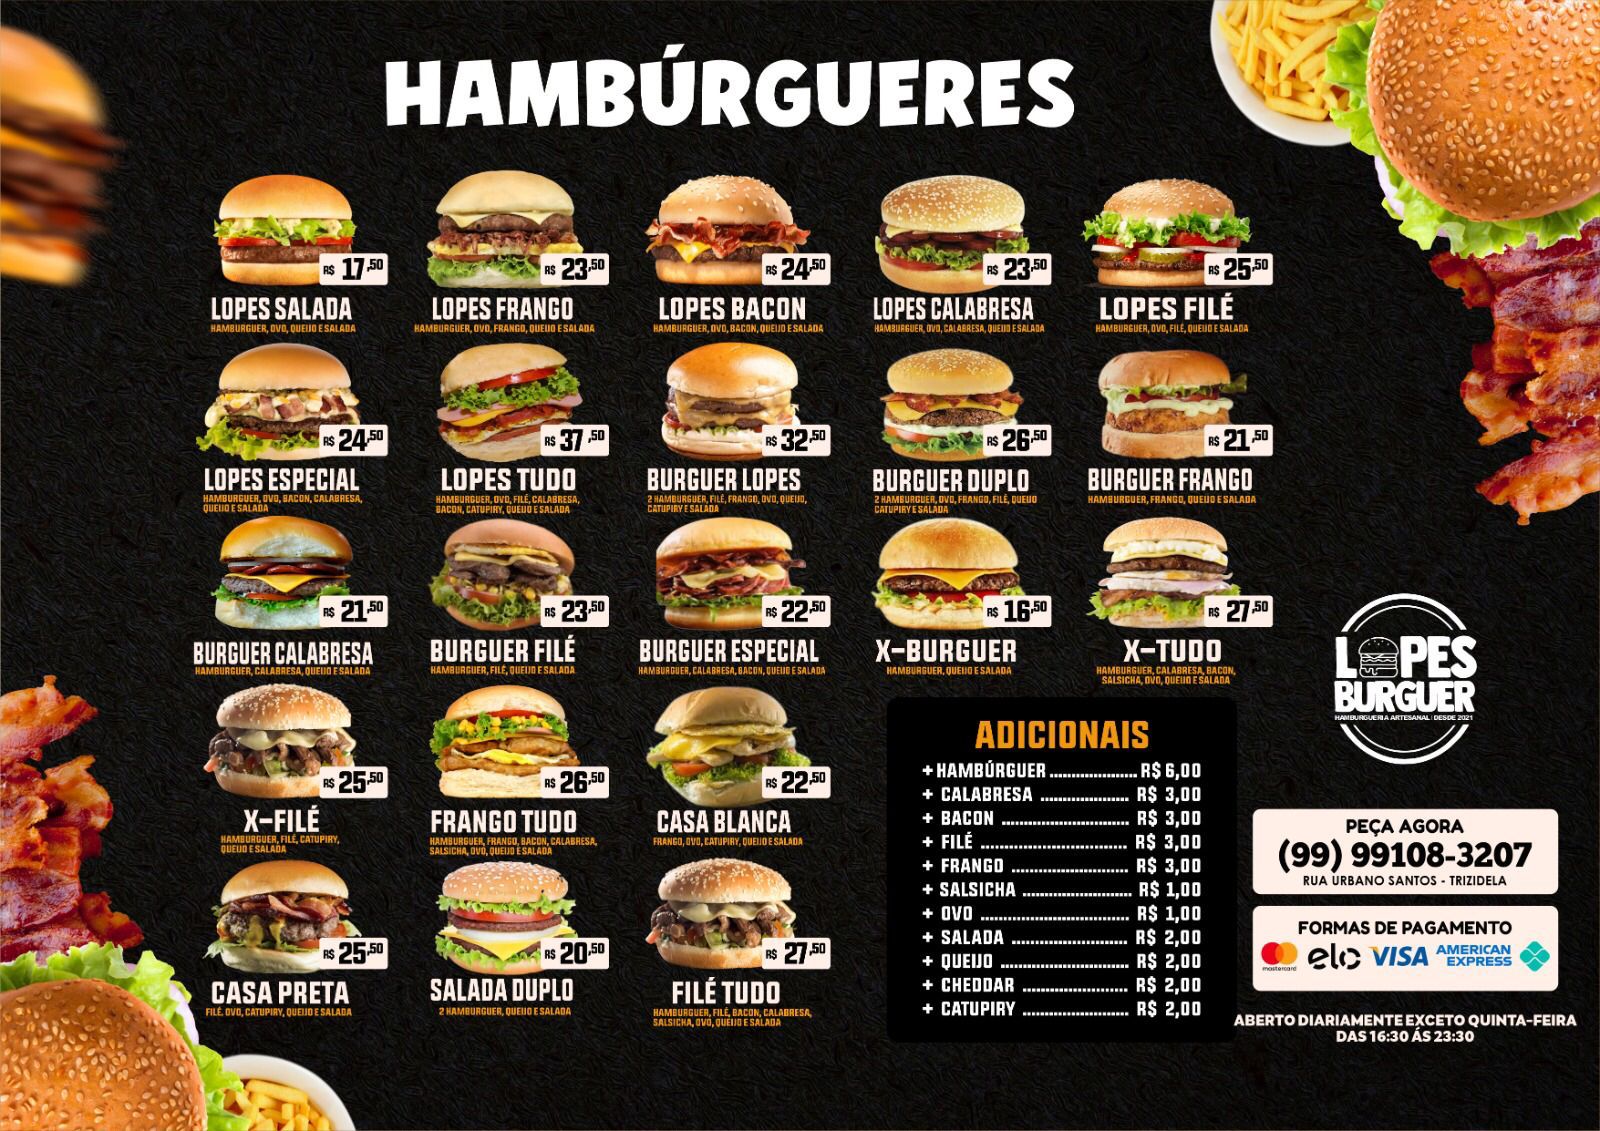 HAMBÚRGUERES
R$ 17,50
LOPES SALADA
HAMBURGUER, OVO, QUEIJO E SALADA
R$ 23,50
LOPES FRANGO
HAMBURGUER, OVO, FRANGO, QUEIJO E SALADA
R$ 24,50
LOPES BACON
HAMBURGUER, OVO, BACON, QUEIJO E SALADA
R$ 23,50
LOPES CALABRESA
HAMBURGUER, OVO, CALABRESA, QUEIJO E SALADA
R$ 25,50
LOPES FILÉ
HAMBURGUER, OVO, FILÉ, QUEIJO E SALADA
R$ 24,50
LOPES ESPECIAL
HAMBURGUER, OVO, BACON, CALABRESA,
QUEIJO E SALADA
R$ 37,50
LOPES TUDO
HAMBURGUER, OVO, FILÉ, CALABRESA,
BACON, CATUPIRY, QUEIJO E SALADA
R$ 32,50
BURGUER LOPES
2 HAMBURGUER, FILÉ, FRANGO, OVO, QUEIJO,
CATUPIRY E SALADA
R$ 26,50
BURGUER DUPLO
2 HAMBURGUER, OVO, FRANGO, FILÉ, QUEIJO
CATUPIRY E SALADA
R$ 21,50
BURGUER FRANGO
HAMBURGUER, FRANGO, QUEIJO E SALADA
R$ 21,50
BURGUER CALABRESA
HAMBURGUER, CALABRESA, QUEIJO E SALADA
R$ 23,50
BURGUER FILÉ
HAMBURGUER, FILÉ, QUEIJO E SALADA
R$ 22,50
BURGUER ESPECIAL
HAMBURGUER, CALABRESA, BACON, QUEIJO E SALADA
R$ 16,50
X-BURGUER
HAMBURGUER, QUEIJO E SALADA
R$ 27,50
X-TUDO
HAMBURGUER, CALABRESA, BACON,
SALSICHA, OVO, QUEIJO E SALADA
R$ 25,50
X-FILÉ
HAMBURGUER, FILÉ, CATUPIRY,
QUEIJO E SALADA
R$ 26,50
FRANGO TUDO
HAMBURGUER, FRANGO, BACON, CALABRESA,
SALSICHA, OVO, QUEIJO E SALADA
R$ 22,50
CASA BLANCA
FRANGO, OVO, CATUPIRY, QUEIJO E SALADA
R$ 25,50
CASA PRETA
FILÉ, OVO, CATUPIRY, QUEIJO E SALADA
R$ 20,50
SALADA DUPLO
2 HAMBURGUER, QUEIJO E SALADA
R$ 27,50
FILÉ TUDO
HAMBURGUER, FILÉ, BACON, CALABRESA,
SALSICHA, OVO, QUEIJO E SALADA
ADICIONAIS
+ HAMBÚRGUER ..................... R$ 6,00
+ CALABRESA ..................... R$ 3,00
+ BACON ............................... R$ 3,00
+ FILÉ ................................... R$ 3,00
+ FRANGO ............................ R$ 3,00
+ SALSICHA .......................... R$ 1,00
+ OVO .................................... R$ 1,00
+ SALADA ............................ R$ 2,00
+ QUEIJO ............................... R$ 2,00
+ CHEDDAR ........................... R$ 2,00
+ CATUPIRY .......................... R$ 2,00
LOPES
BURGUER
HAMBURGUERIA ARTESANAL | DESDE 2021
PEÇA AGORA
(99) 99108-3207
RUA URBANO SANTOS - TRIZIDELA
FORMAS DE PAGAMENTO
mastercard elo VISA AMERICAN EXPRESS
ABERTO DIARIAMENTE EXCETO QUINTA-FEIRA
DAS 16:30 ÁS 23:30